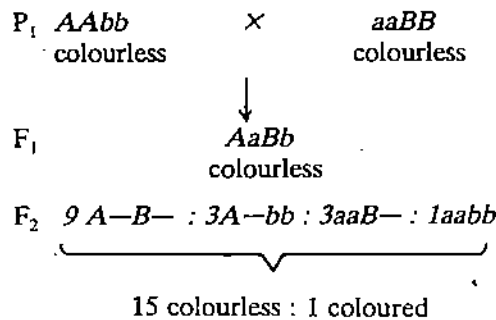 P₁ AAbb × aaBB
colourless colourless
F₁ AaBb
colourless
F₂ 9 A—B— : 3A—bb : 3aaB— : 1aabb
15 colourless : 1 coloured